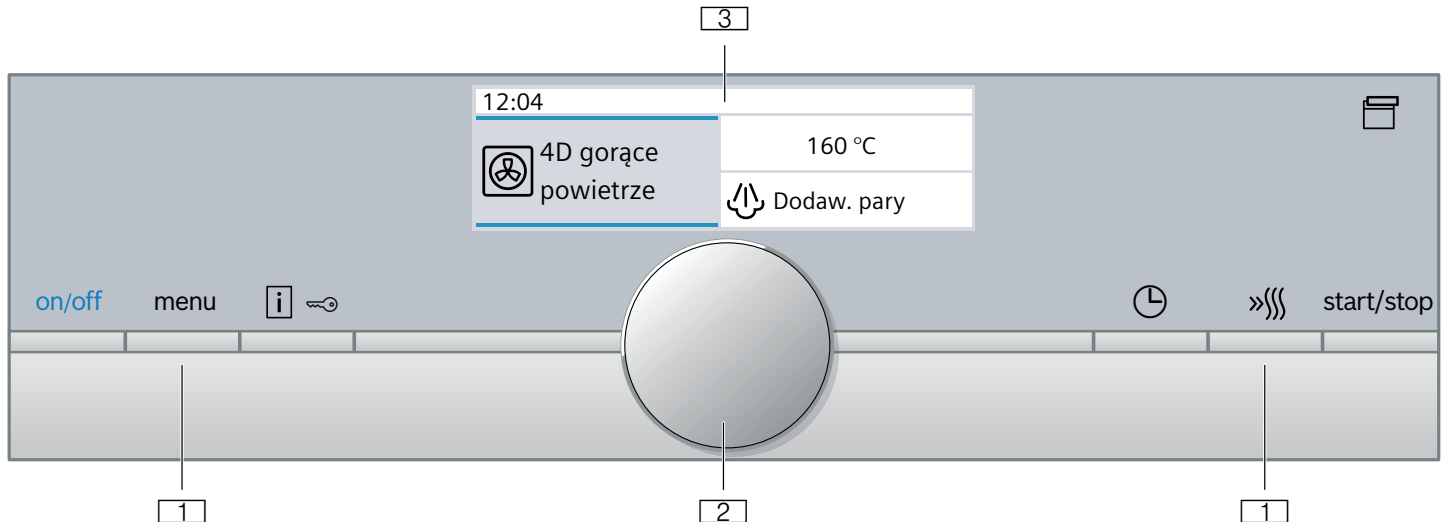 3
12:04
4D gorące
powietrze
160 °C
Dodaw. pary
on/off menu i start/stop
1 2 1